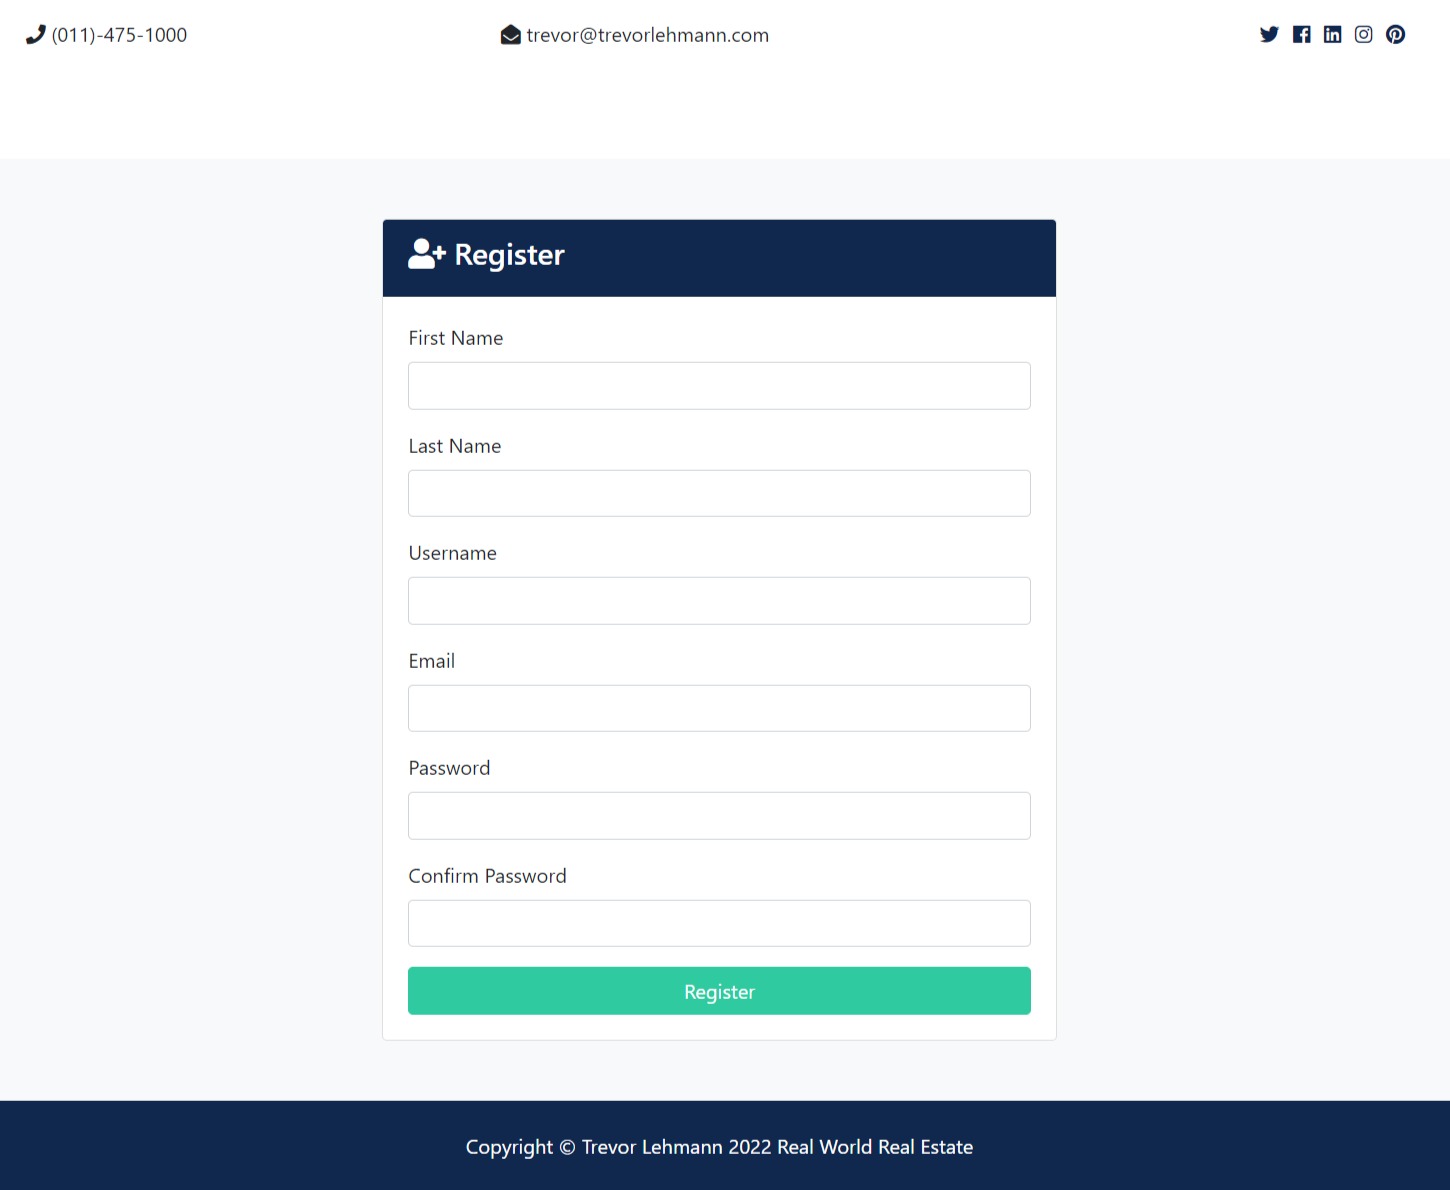 (011)-475-1000
trevor@trevorlehmann.com
Register
First Name
Last Name
Username
Email
Password
Confirm Password
Register
Copyright © Trevor Lehmann 2022 Real World Real Estate